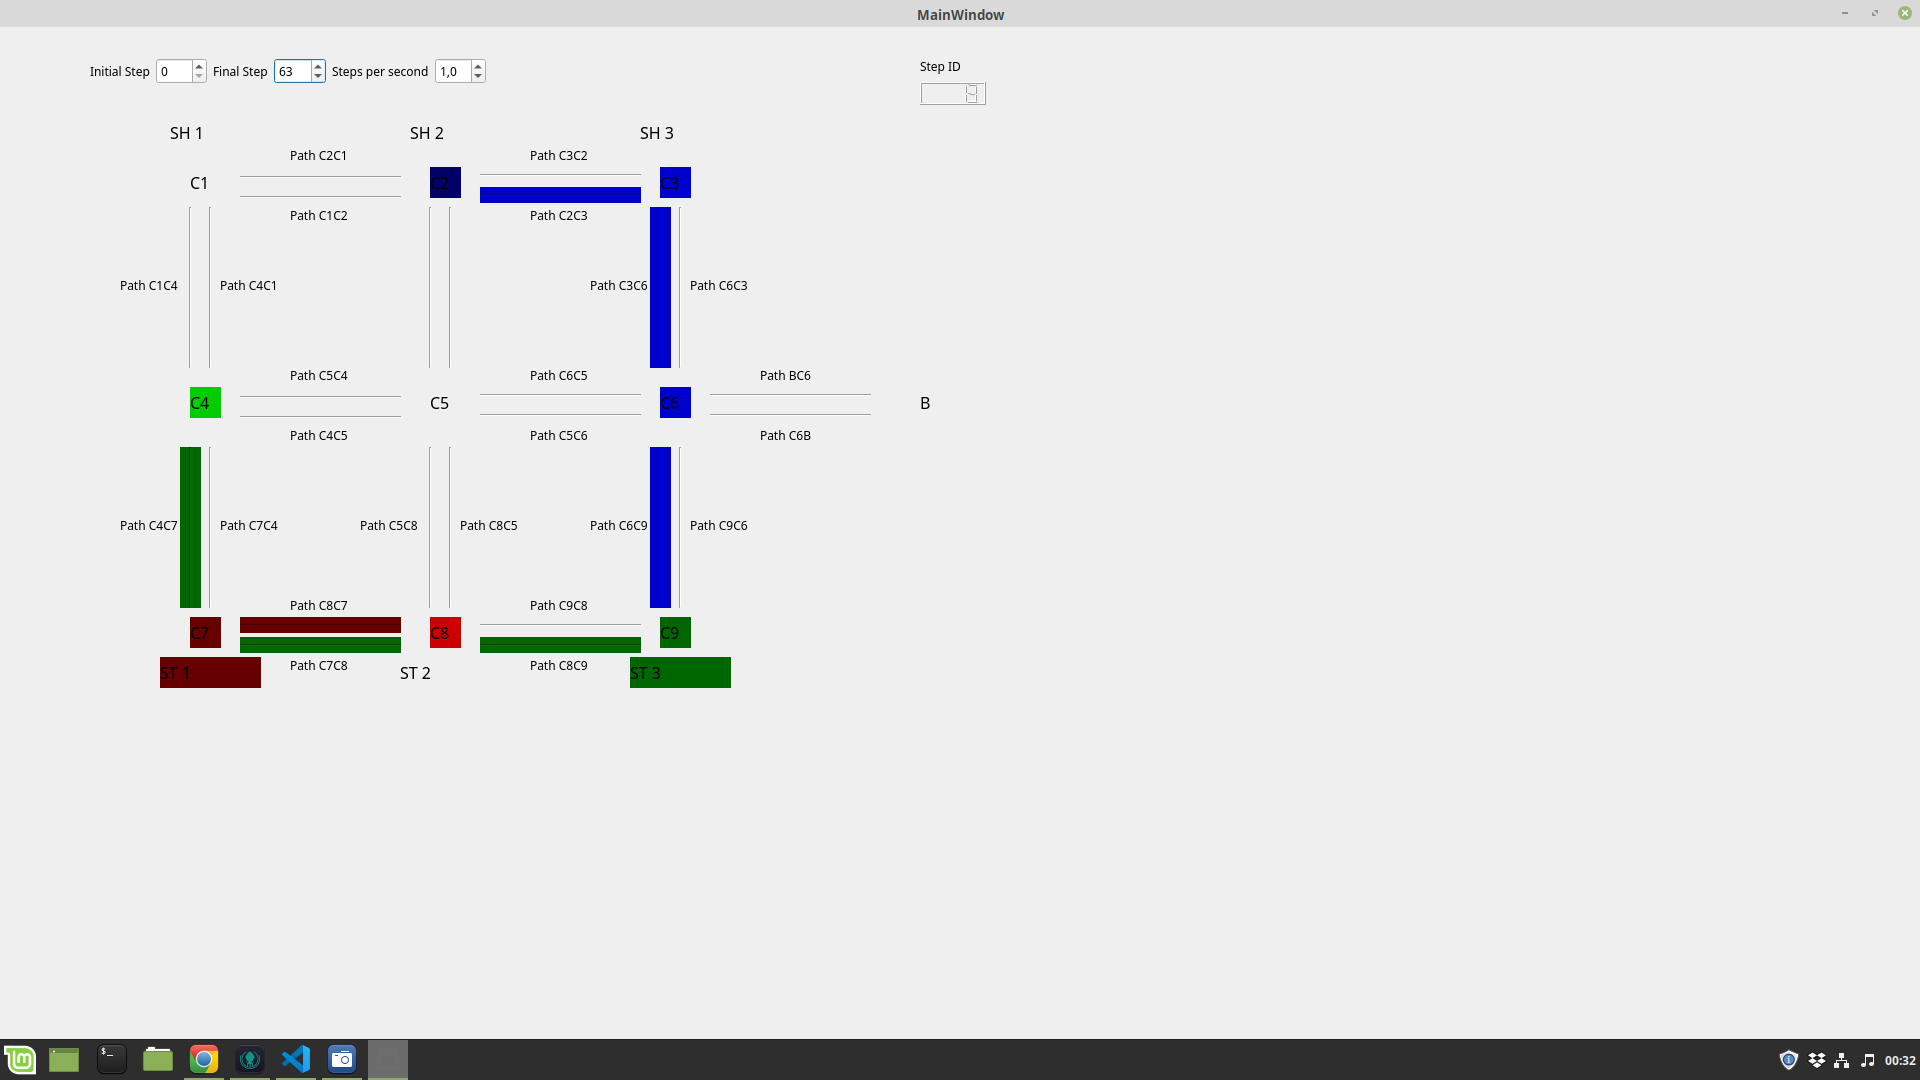 MainWindow
Initial Step 0 Final Step 63 Steps per second 1,0
Step ID
9
SH 1 SH 2 SH 3
Path C2C1 Path C3C2
C1 C2 C3
Path C1C2 Path C2C3
Path C1C4 Path C4C1 Path C3C6 Path C6C3
Path C5C4 Path C6C5 Path BC6
C4 C5 C6 B
Path C4C5 Path C5C6 Path C6B
Path C4C7 Path C7C4 Path C5C8 Path C8C5 Path C6C9 Path C9C6
Path C8C7 Path C9C8
C7 C8 C9
Path C7C8 Path C8C9
ST 1 ST 2 ST 3
00:32